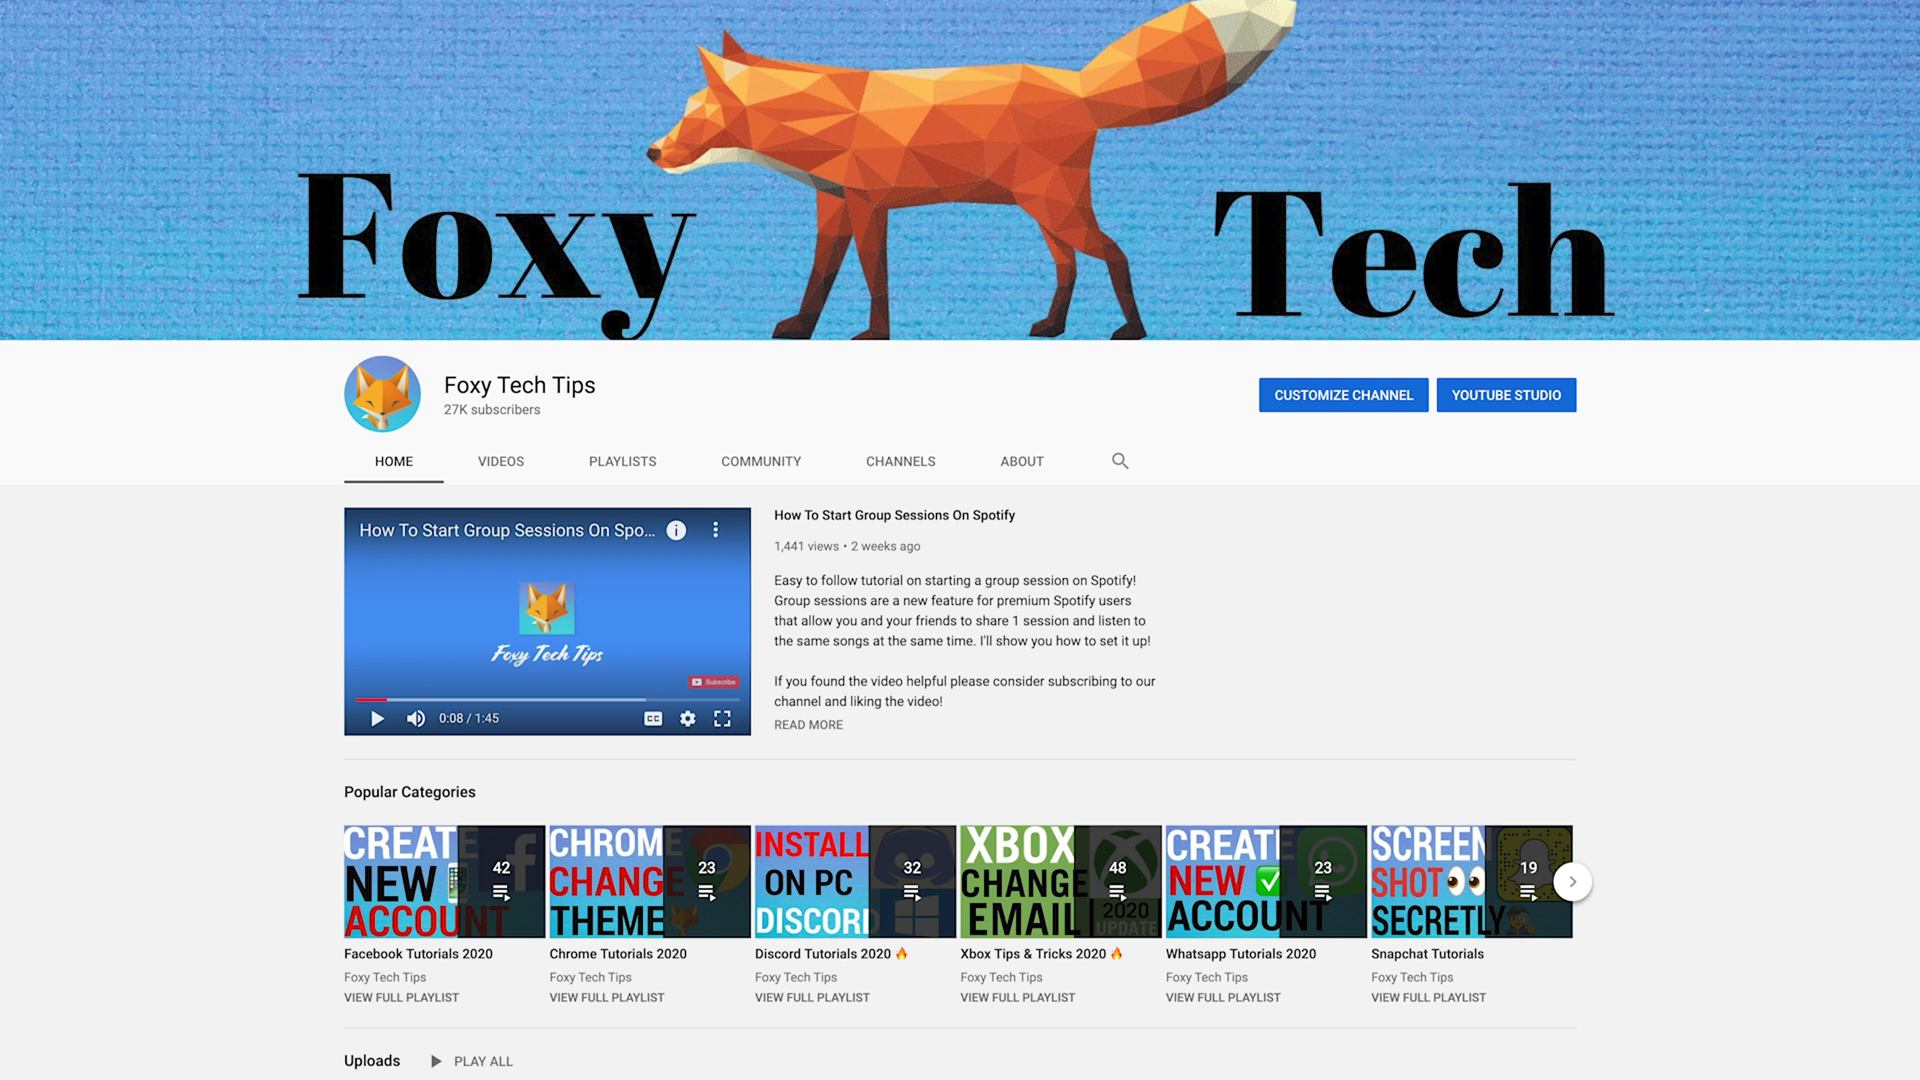 Foxy Tech
Foxy Tech Tips
27K subscribers
CUSTOMIZE CHANNEL
YOUTUBE STUDIO
HOME
VIDEOS
PLAYLISTS
COMMUNITY
CHANNELS
ABOUT
How To Start Group Sessions On Spo...
Foxy Tech Tips
Subscribe
0:08 / 1:45
CC
How To Start Group Sessions On Spotify
1,441 views • 2 weeks ago
Easy to follow tutorial on starting a group session on Spotify!
Group sessions are a new feature for premium Spotify users
that allow you and your friends to share 1 session and listen to
the same songs at the same time. I'll show you how to set it up!
If you found the video helpful please consider subscribing to our
channel and liking the video!
READ MORE
Popular Categories
CREATE
NEW
ACCOUNT
42
Facebook Tutorials 2020
Foxy Tech Tips
VIEW FULL PLAYLIST
CHROME
CHANGE
THEME
23
Chrome Tutorials 2020
Foxy Tech Tips
VIEW FULL PLAYLIST
INSTALL
ON PC
DISCORD
32
Discord Tutorials 2020 🔥
Foxy Tech Tips
VIEW FULL PLAYLIST
XBOX
CHANGE
EMAIL
2020
UPDATE
48
Xbox Tips & Tricks 2020 🔥
Foxy Tech Tips
VIEW FULL PLAYLIST
CREATE
NEW ✅
ACCOUNT
23
Whatsapp Tutorials 2020
Foxy Tech Tips
VIEW FULL PLAYLIST
SCREEN
SHOT 👀
SECRETLY
19
Snapchat Tutorials
Foxy Tech Tips
VIEW FULL PLAYLIST
Uploads
PLAY ALL